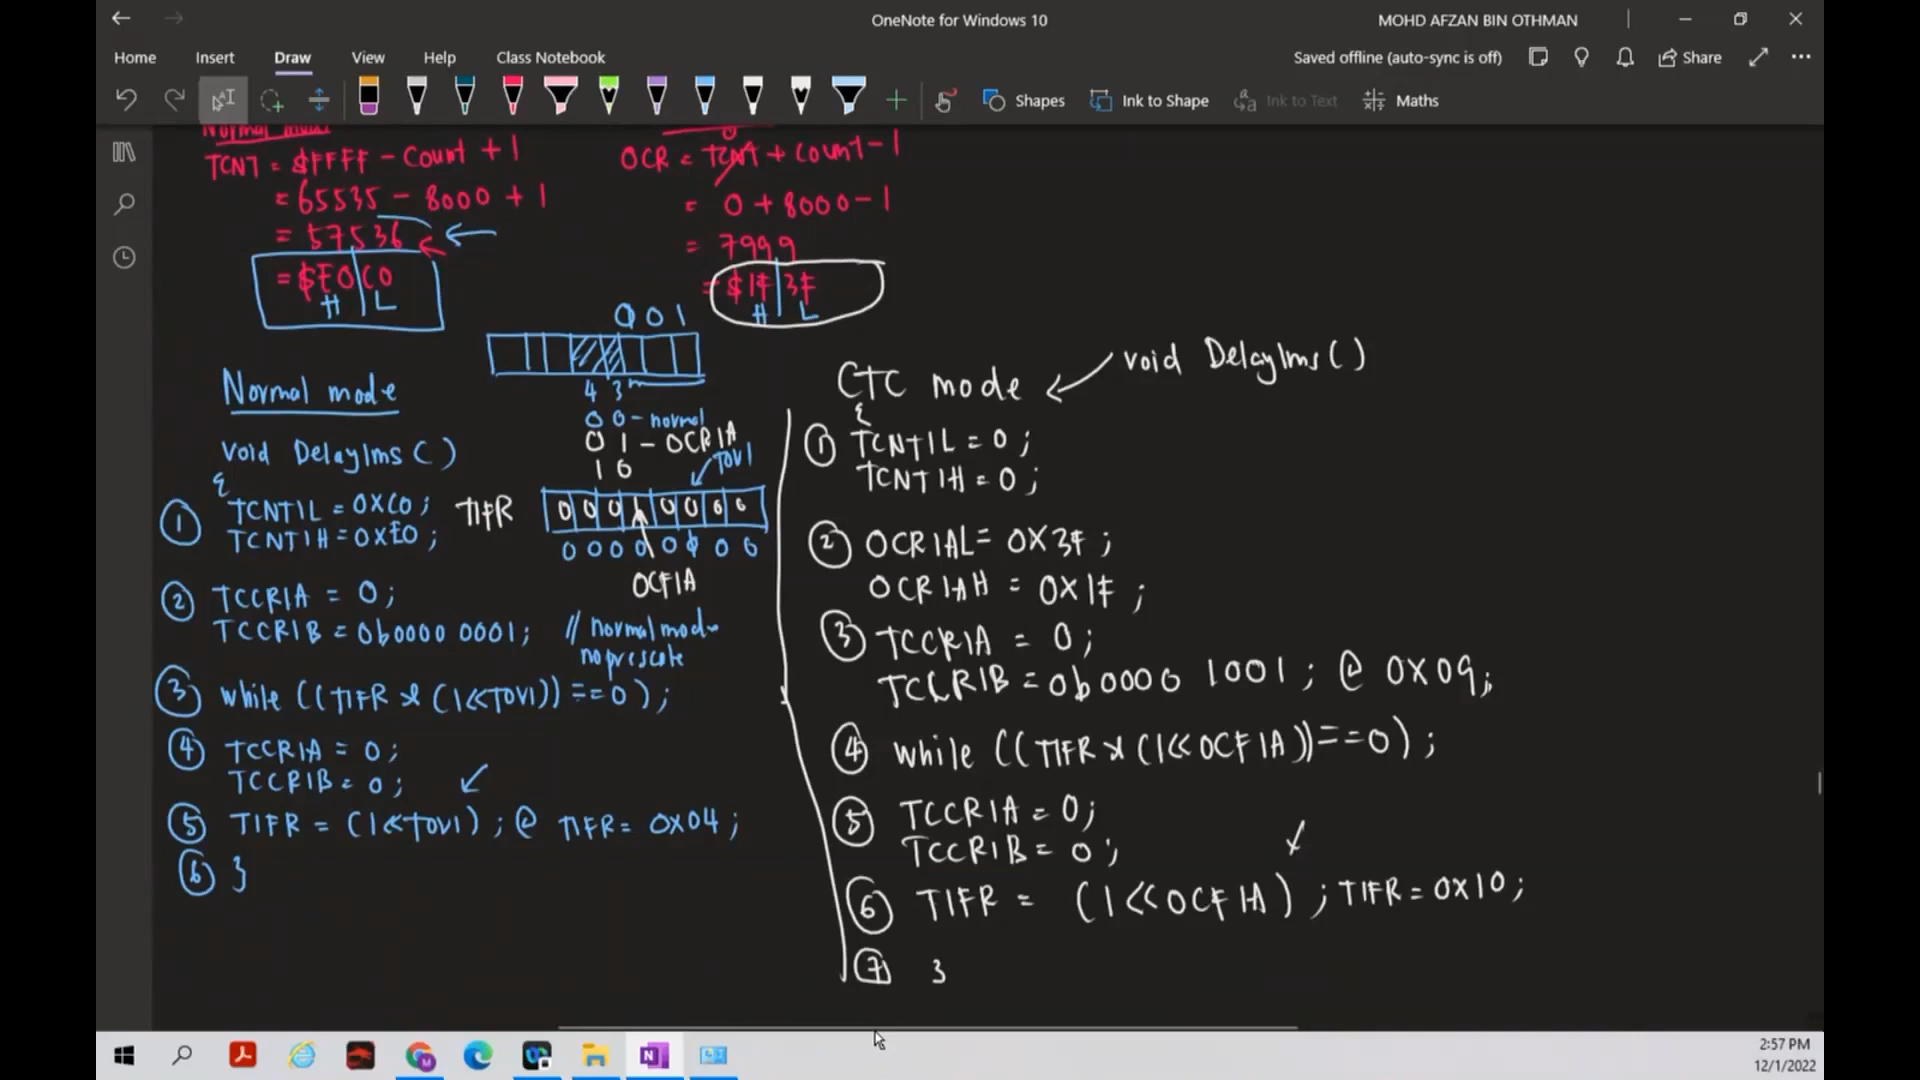 OneNote for Windows 10
MOHD AFZAN BIN OTHMAN
Home Insert Draw View Help Class Notebook
Saved offline (auto-sync is off) Share
Shapes Ink to Shape Ink to Text Maths
Normal mode
TCNT = $FFFF - Count + 1
= 65535 - 8000 + 1
= 57536
= $E0 C0
H L
0
OCR = TCNT + Count - 1
= 0 + 8000 - 1
= 7999
= $1F 3F
H L
0 0 1
4 3
0 0 - normal
0 1 - OCR1A
1 0
TOV1
TIFR 0 0 0 1 0 0 0 0
0 0 0 0 0 1 0 0
OCF1A
Normal mode
void Delay1ms ( )
{
① TCNT1L = 0XC0 ;
TCNT1H = 0XE0 ;
② TCCR1A = 0 ;
TCCR1B = 0b0000 0001 ; // normal mode
no prescale
③ while ((TIFR & (1<<TOV1)) == 0) ;
④ TCCR1A = 0 ;
TCCR1B = 0 ;
⑤ TIFR = (1<<TOV1) ; @ TIFR = 0X04 ;
⑥ }
CTC mode void Delay1ms ( )
{
① TCNT1L = 0 ;
TCNT1H = 0 ;
② OCR1AL = 0X3F ;
OCR1AH = 0X1F ;
③ TCCR1A = 0 ;
TCCR1B = 0b0000 1001 ; @ 0X09 ;
④ while ((TIFR & (1<<OCF1A)) == 0) ;
⑤ TCCR1A = 0 ;
TCCR1B = 0 ;
⑥ TIFR = (1<<OCF1A) ; TIFR = 0X10 ;
⑦ }
2:57 PM
12/1/2022